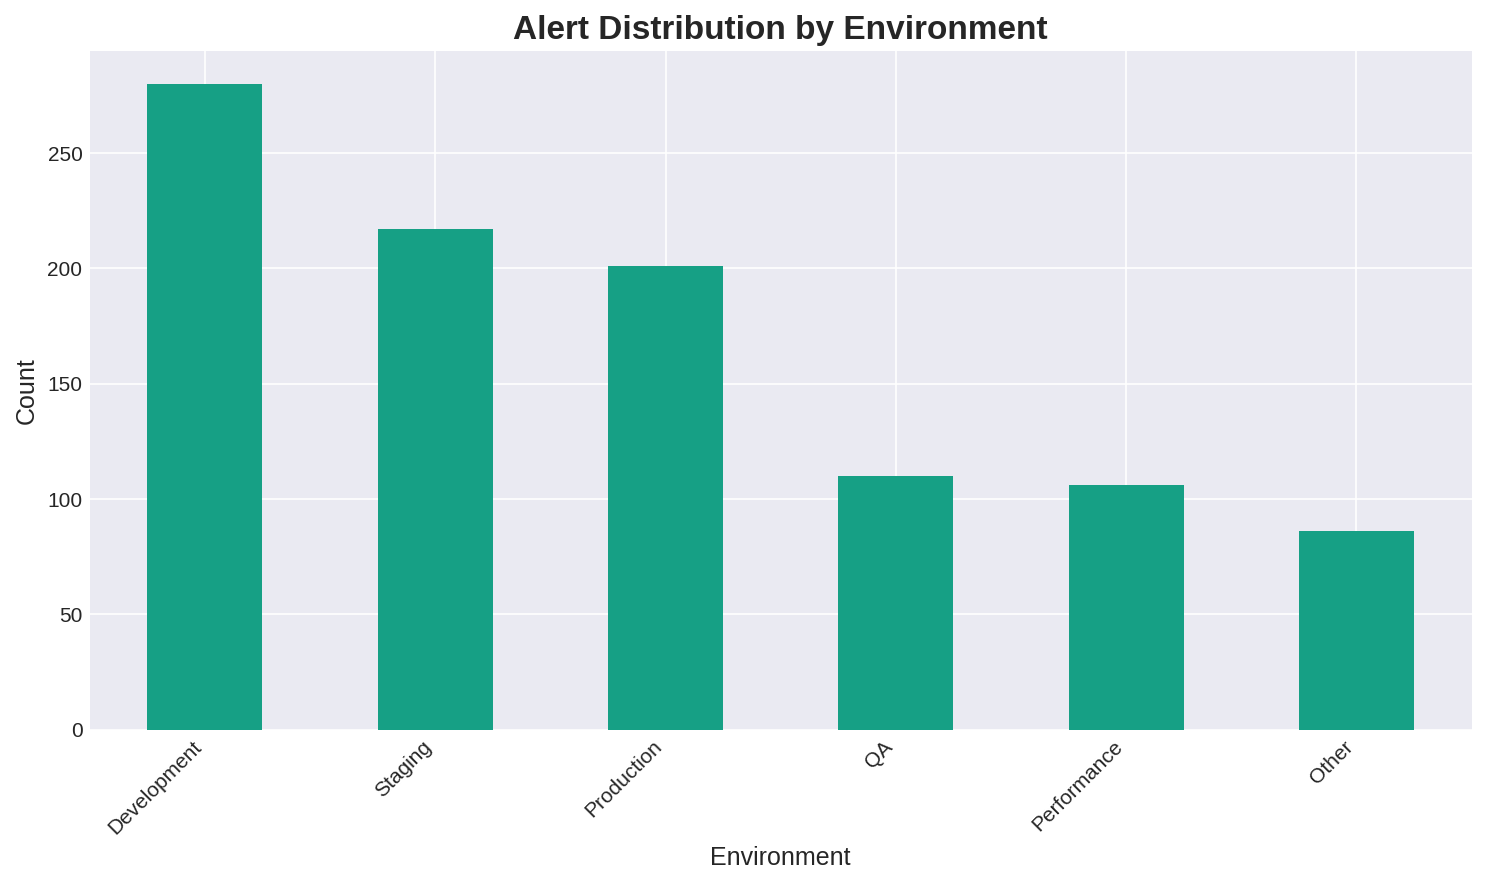 Alert Distribution by Environment
Count
250
200
150
100
50
0
Development
Staging
Production
QA
Performance
Other
Environment